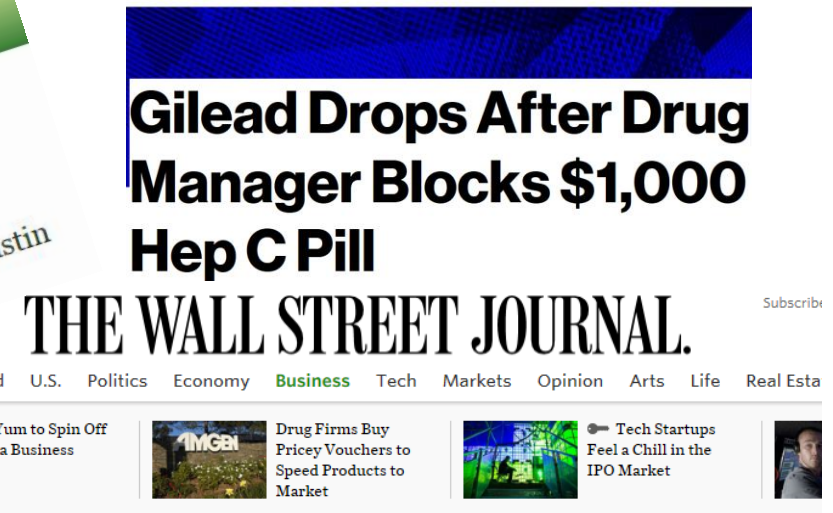 Gilead Drops After Drug
Manager Blocks $1,000
Hep C Pill
THE WALL STREET JOURNAL.
Subscribe
U.S. Politics Economy Business Tech Markets Opinion Arts Life Real Esta
Yum to Spin Off
a Business
AMGEN
Drug Firms Buy
Pricey Vouchers to
Speed Products to
Market
Tech Startups
Feel a Chill in the
IPO Market